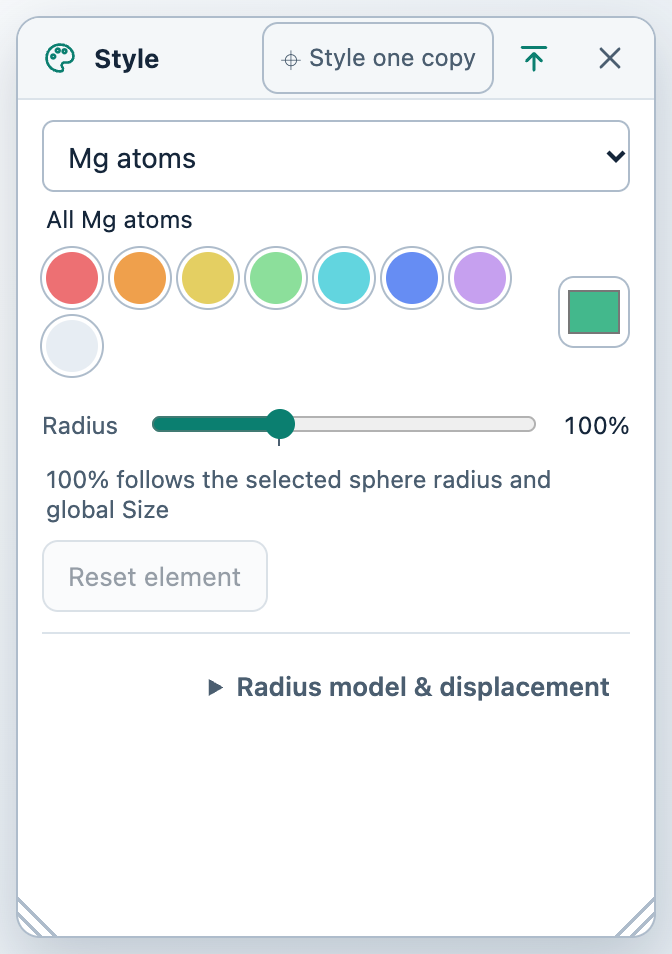 Style
Style one copy
Mg atoms
All Mg atoms
Radius
100%
100% follows the selected sphere radius and
global Size
Reset element
Radius model & displacement